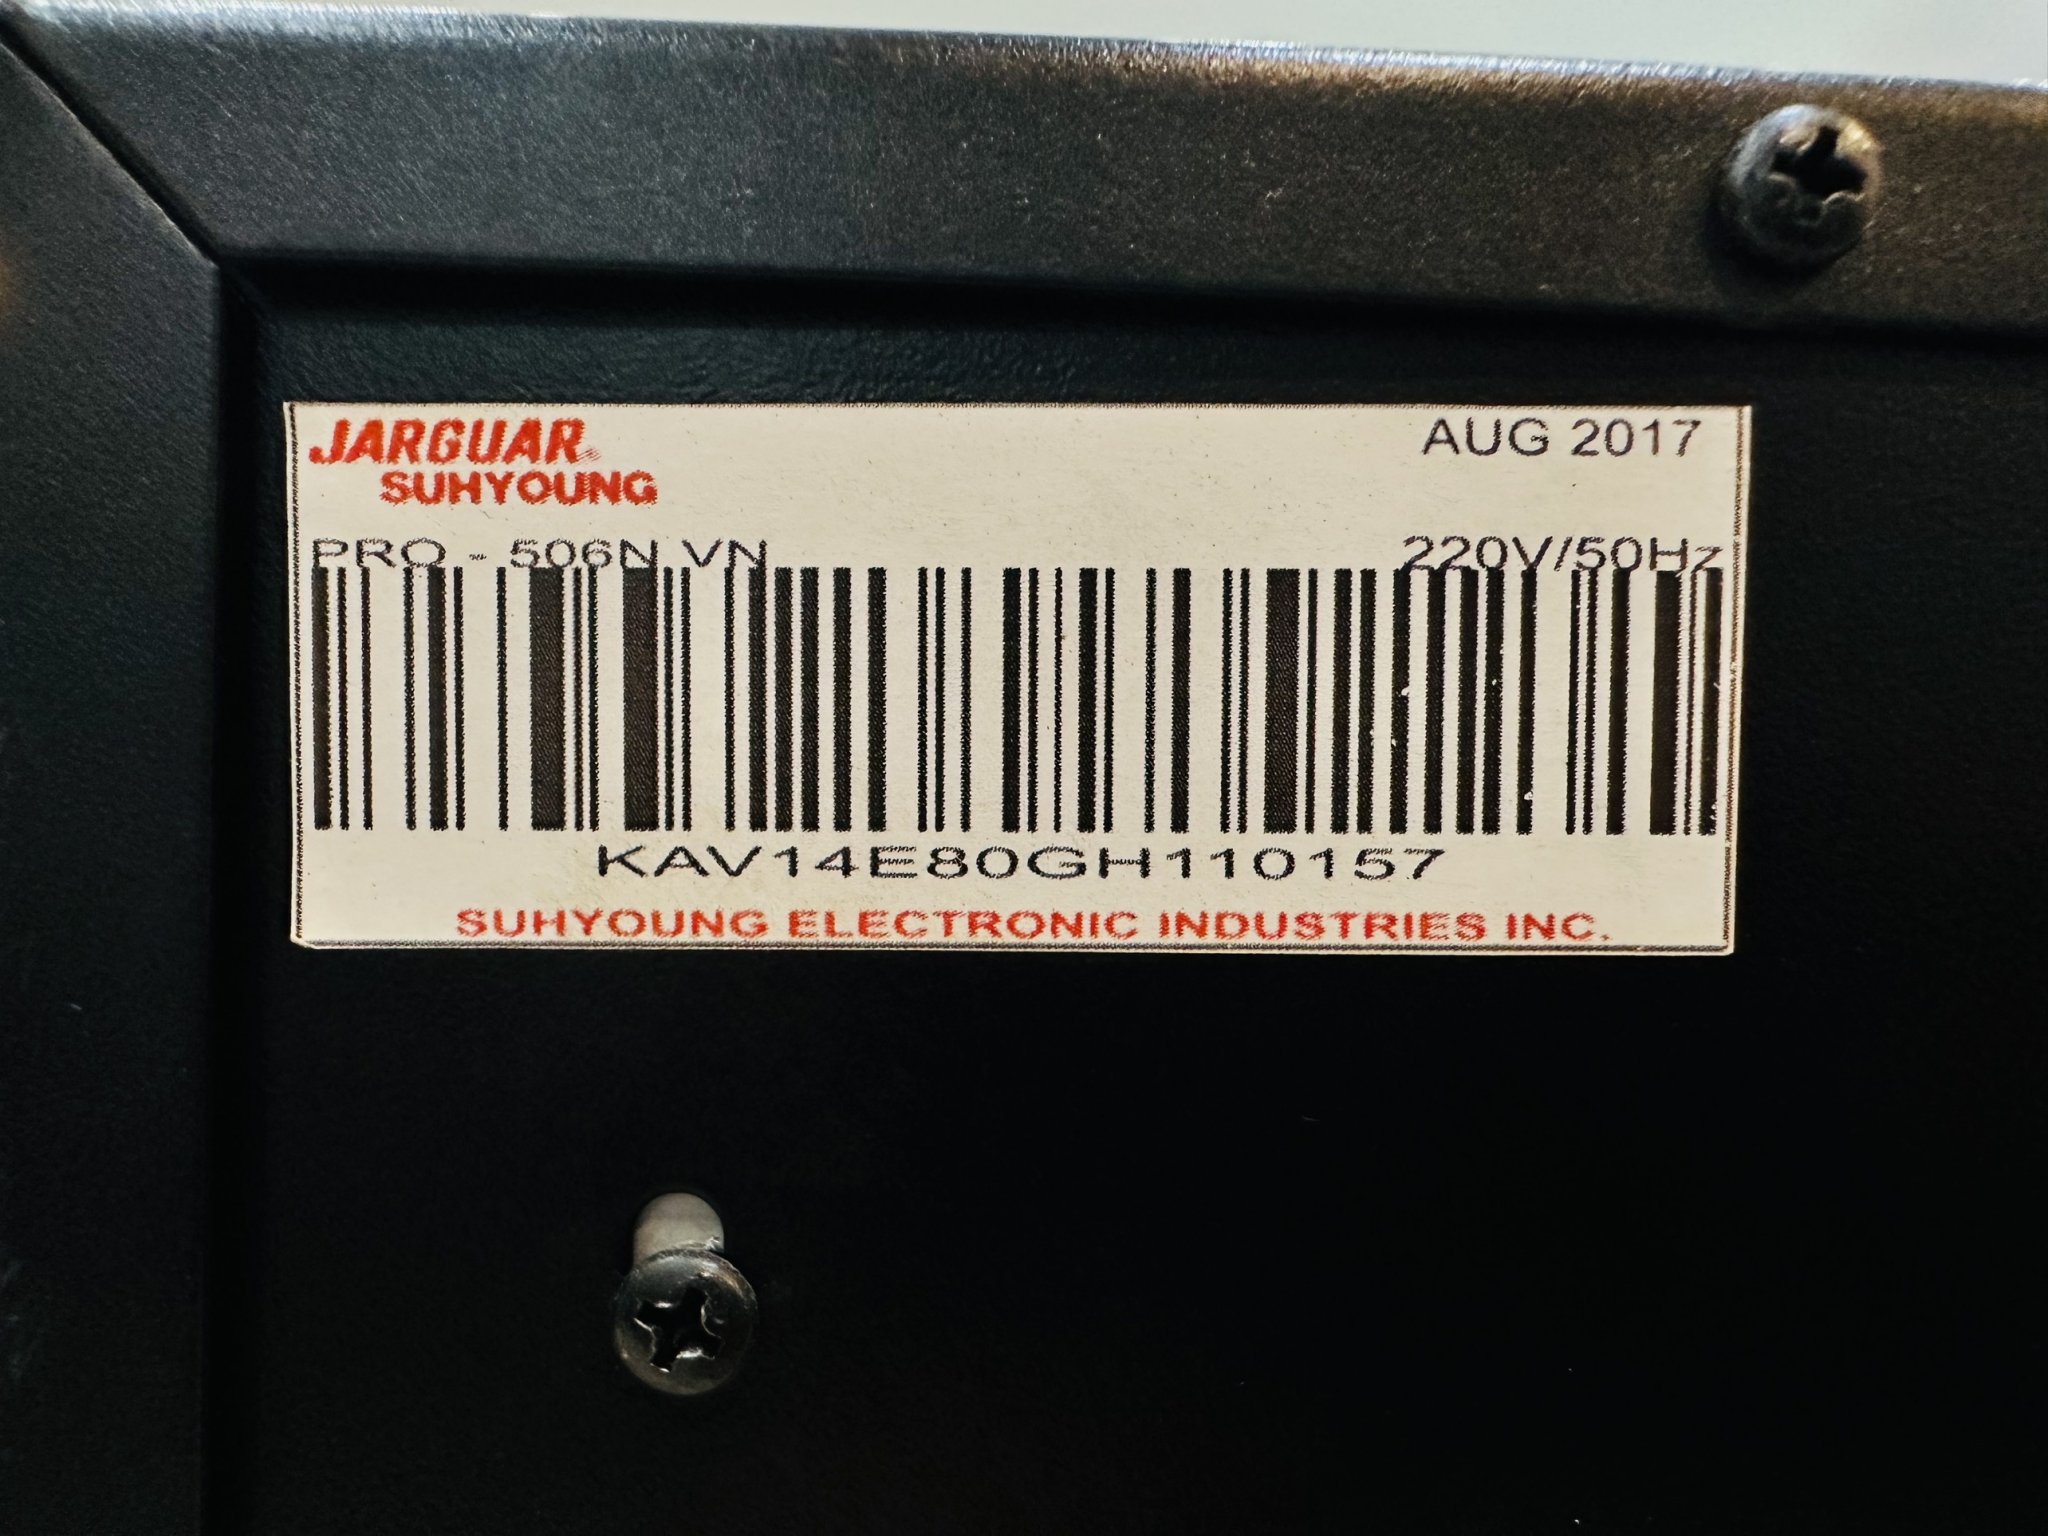 JARGUAR
SUHYOUNG
AUG 2017
PRO - 506N VN
220V/50Hz
KAV14E80GH110157
SUHYOUNG ELECTRONIC INDUSTRIES INC.